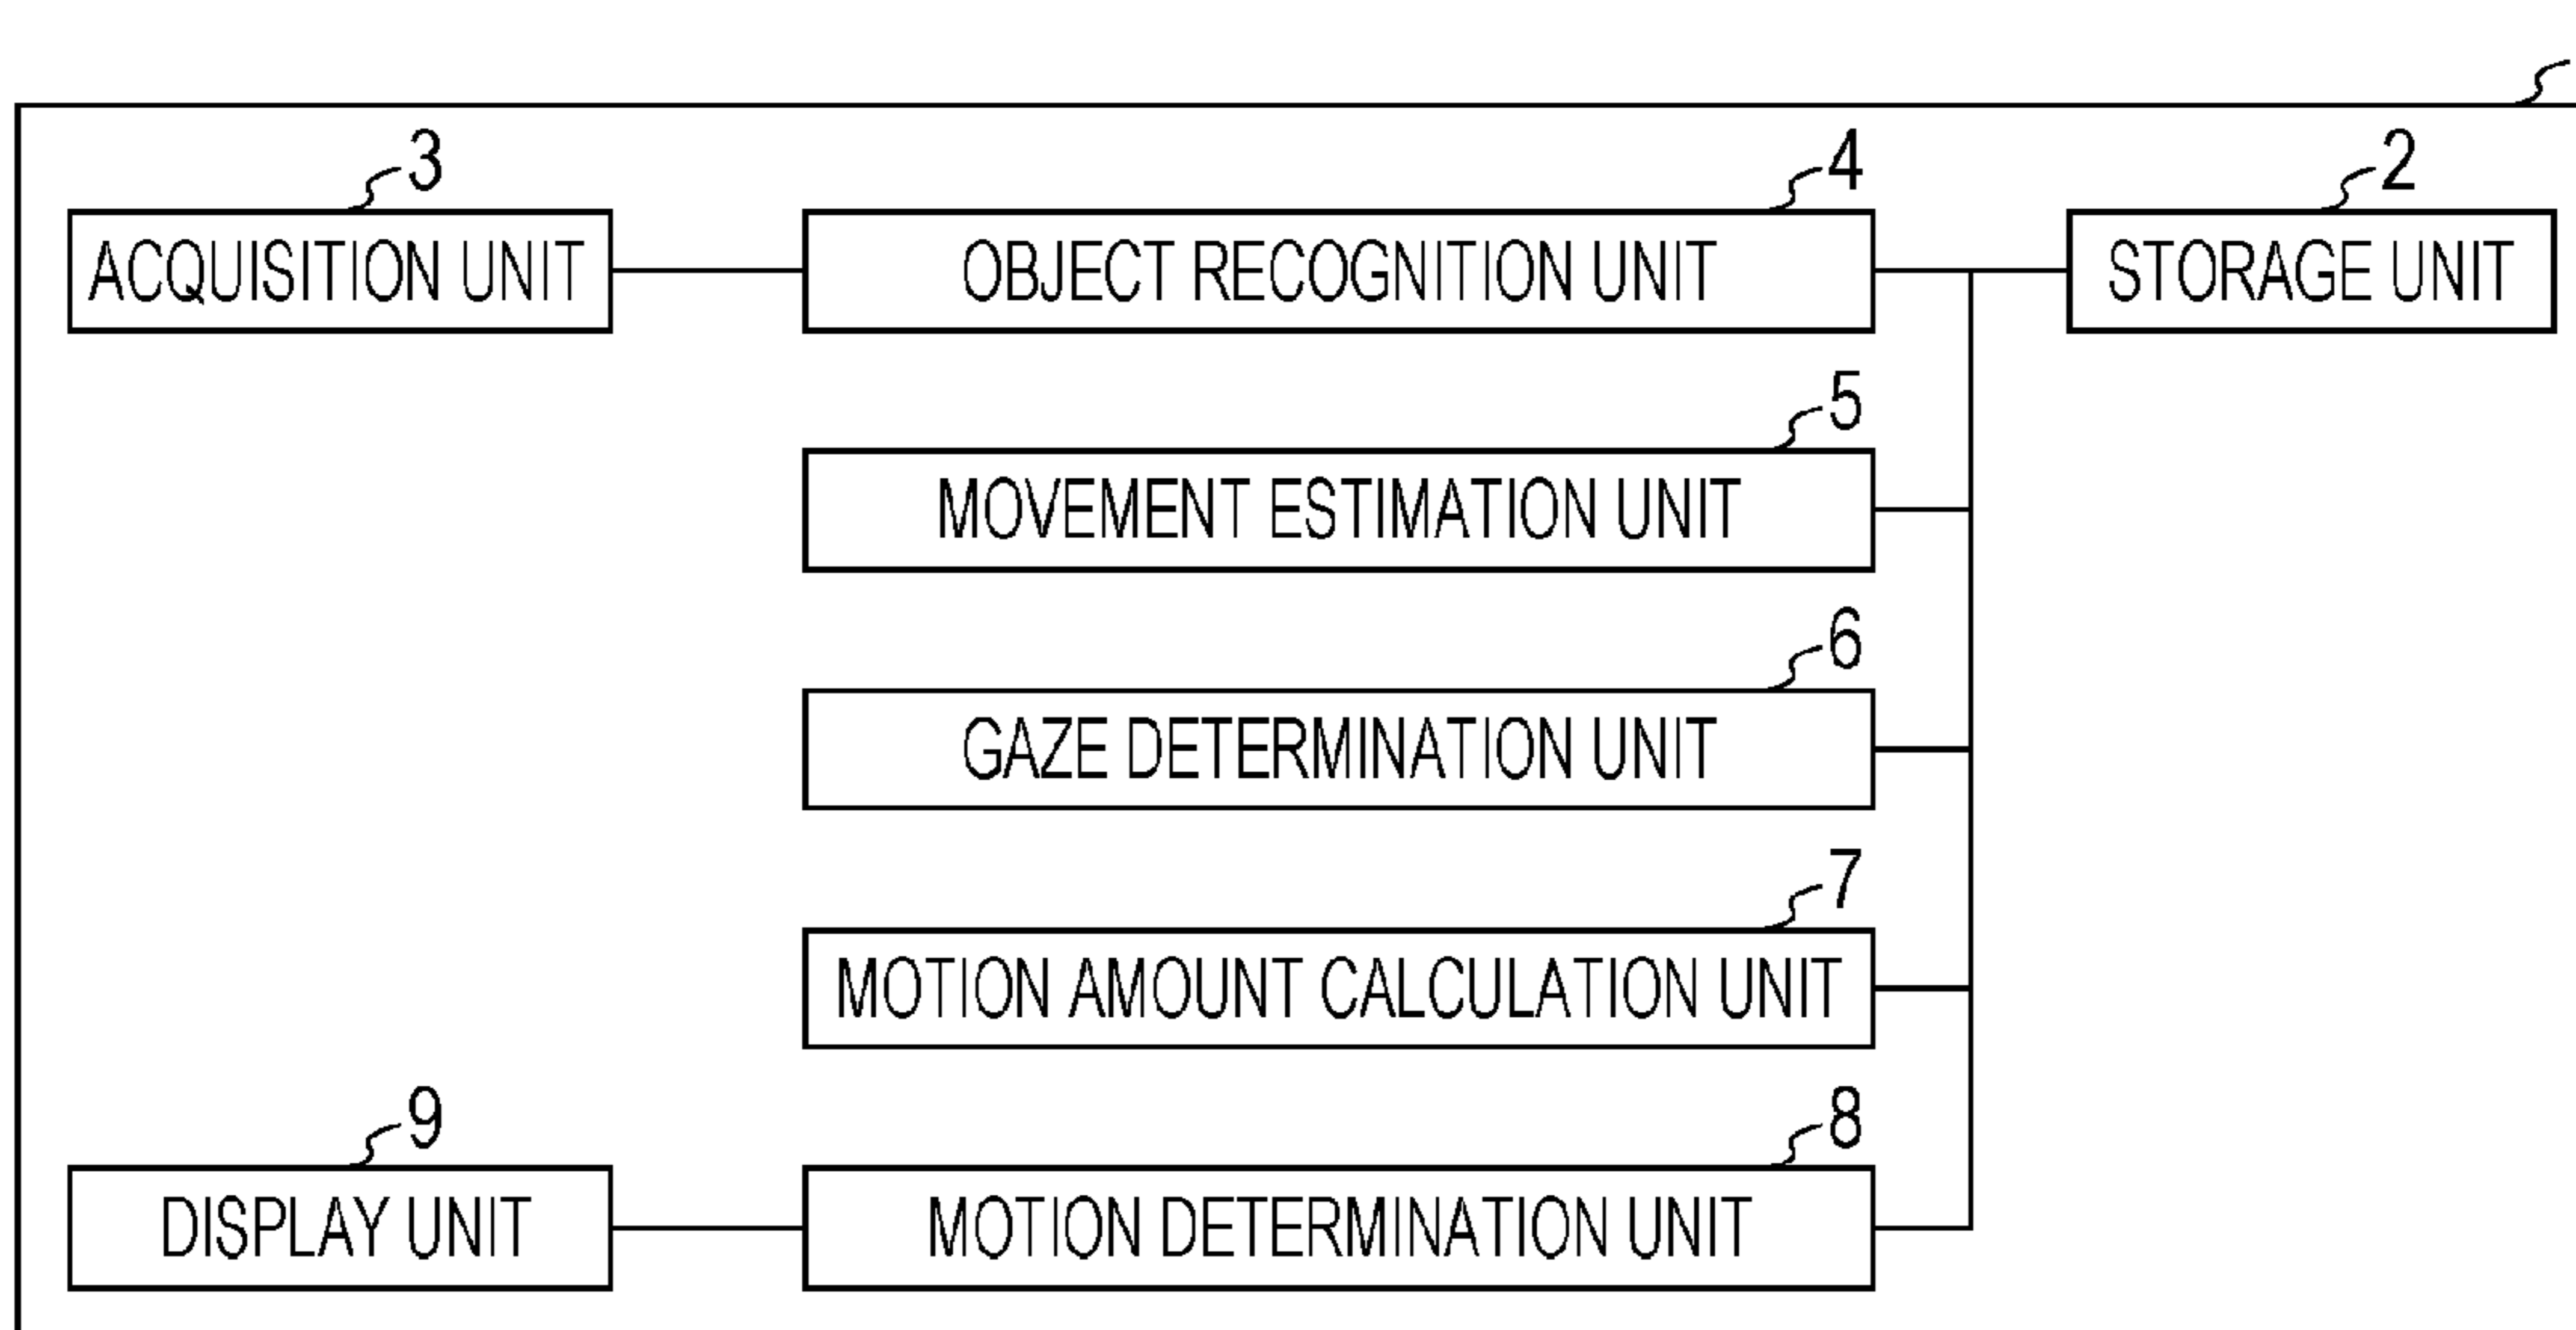 3
4
2
ACQUISITION UNIT
OBJECT RECOGNITION UNIT
STORAGE UNIT
5
MOVEMENT ESTIMATION UNIT
6
GAZE DETERMINATION UNIT
7
MOTION AMOUNT CALCULATION UNIT
9
8
DISPLAY UNIT
MOTION DETERMINATION UNIT